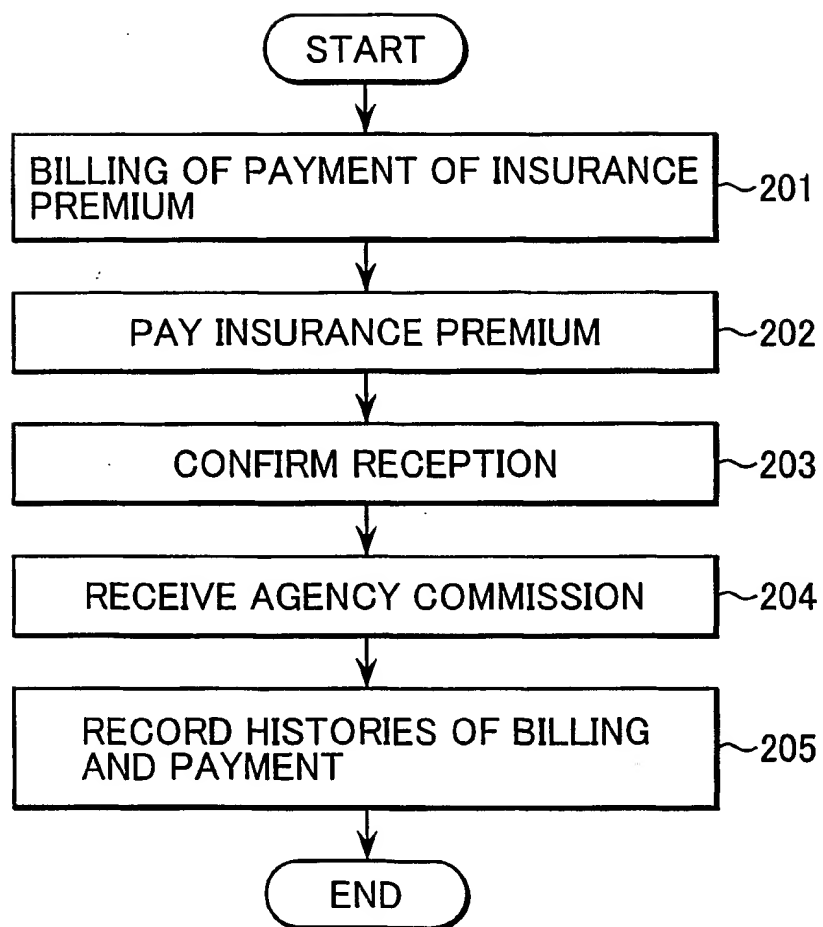 START
BILLING OF PAYMENT OF INSURANCE
PREMIUM
201
PAY INSURANCE PREMIUM
202
CONFIRM RECEPTION
203
RECEIVE AGENCY COMMISSION
204
RECORD HISTORIES OF BILLING
AND PAYMENT
205
END